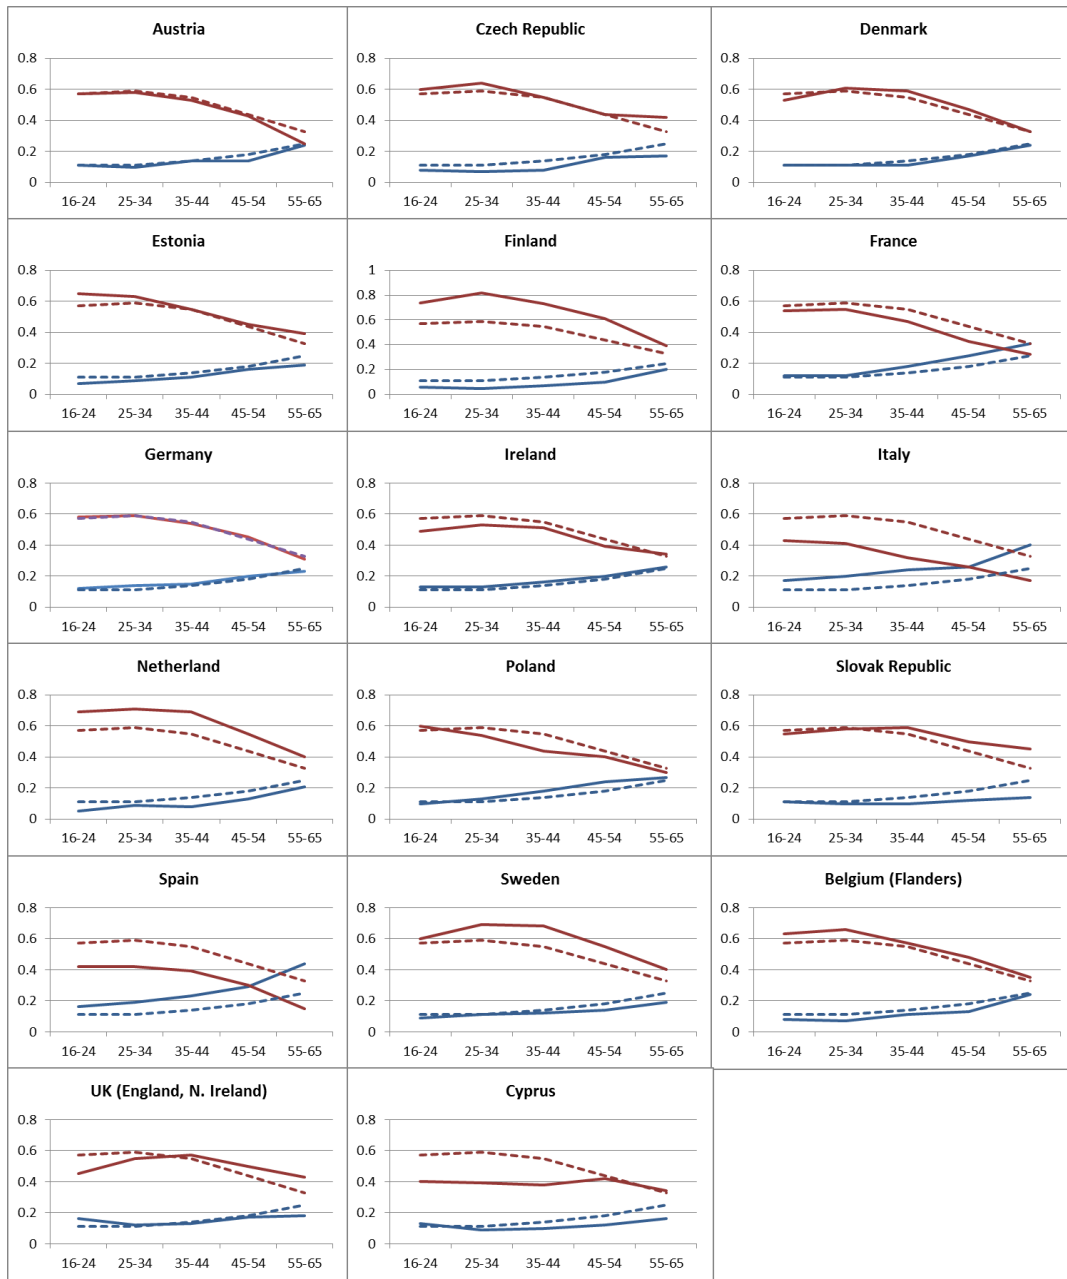 Austria
0.8
0.6
0.4
0.2
0
16-24 25-34 35-44 45-54 55-65
Czech Republic
0.8
0.6
0.4
0.2
0
16-24 25-34 35-44 45-54 55-65
Denmark
0.8
0.6
0.4
0.2
0
16-24 25-34 35-44 45-54 55-65
Estonia
0.8
0.6
0.4
0.2
0
16-24 25-34 35-44 45-54 55-65
Finland
1
0.8
0.6
0.4
0.2
0
16-24 25-34 35-44 45-54 55-65
France
0.8
0.6
0.4
0.2
0
16-24 25-34 35-44 45-54 55-65
Germany
0.8
0.6
0.4
0.2
0
16-24 25-34 35-44 45-54 55-65
Ireland
0.8
0.6
0.4
0.2
0
16-24 25-34 35-44 45-54 55-65
Italy
0.8
0.6
0.4
0.2
0
16-24 25-34 35-44 45-54 55-65
Netherland
0.8
0.6
0.4
0.2
0
16-24 25-34 35-44 45-54 55-65
Poland
0.8
0.6
0.4
0.2
0
16-24 25-34 35-44 45-54 55-65
Slovak Republic
0.8
0.6
0.4
0.2
0
16-24 25-34 35-44 45-54 55-65
Spain
0.8
0.6
0.4
0.2
0
16-24 25-34 35-44 45-54 55-65
Sweden
0.8
0.6
0.4
0.2
0
16-24 25-34 35-44 45-54 55-65
Belgium (Flanders)
0.8
0.6
0.4
0.2
0
16-24 25-34 35-44 45-54 55-65
UK (England, N. Ireland)
0.8
0.6
0.4
0.2
0
16-24 25-34 35-44 45-54 55-65
Cyprus
0.8
0.6
0.4
0.2
0
16-24 25-34 35-44 45-54 55-65